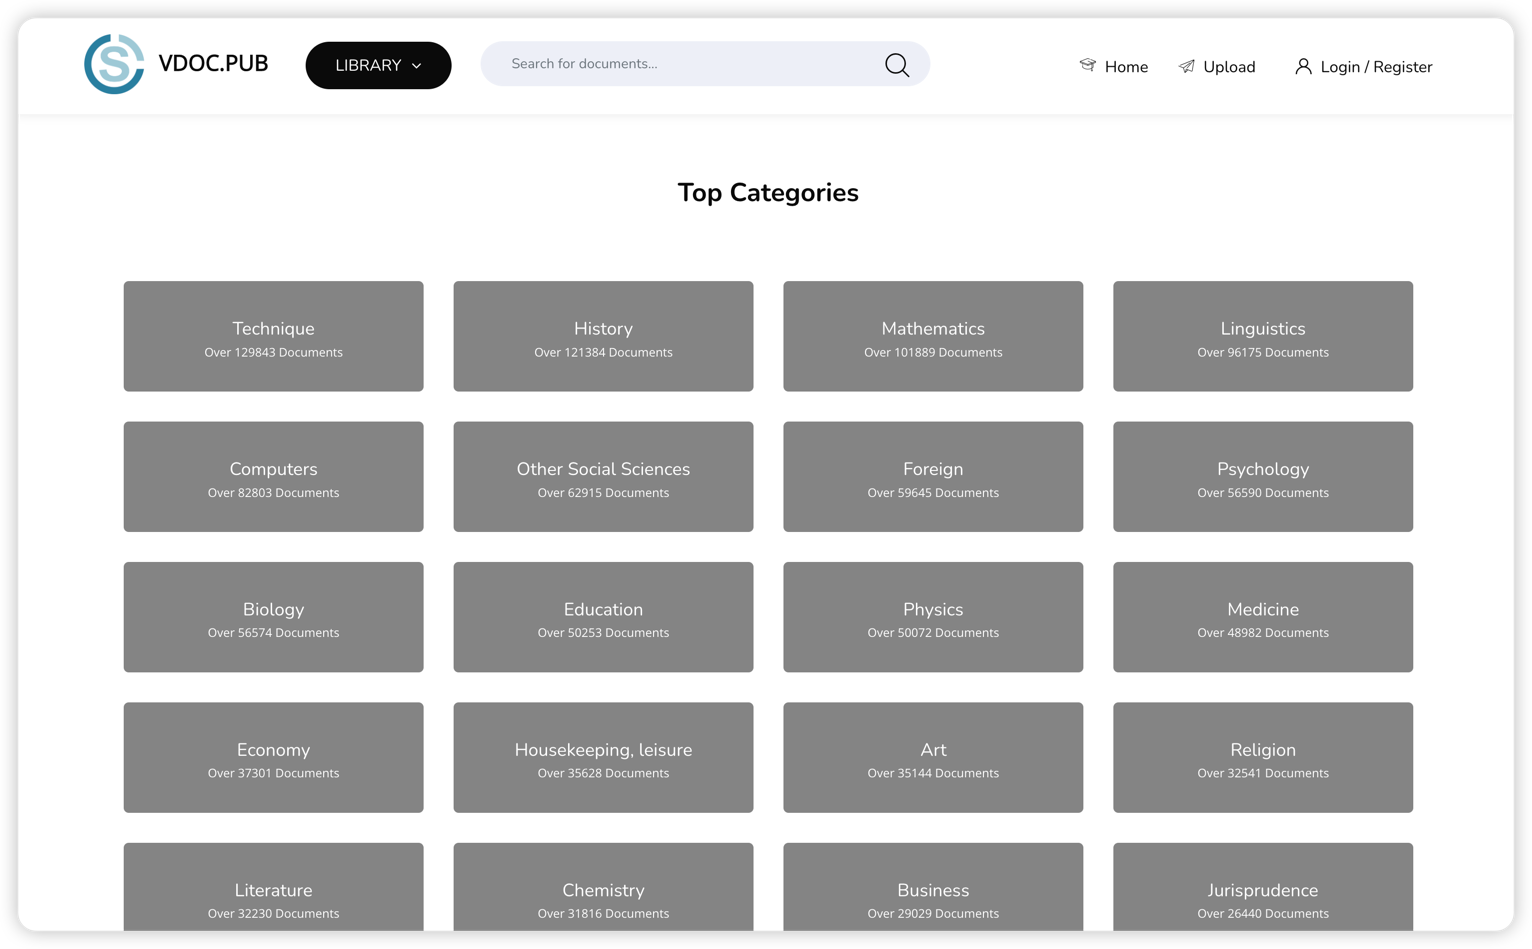 VDOC.PUB
LIBRARY
Search for documents...
Home
Upload
Login / Register
Top Categories
Technique
Over 129843 Documents
History
Over 121384 Documents
Mathematics
Over 101889 Documents
Linguistics
Over 96175 Documents
Computers
Over 82803 Documents
Other Social Sciences
Over 62915 Documents
Foreign
Over 59645 Documents
Psychology
Over 56590 Documents
Biology
Over 56574 Documents
Education
Over 50253 Documents
Physics
Over 50072 Documents
Medicine
Over 48982 Documents
Economy
Over 37301 Documents
Housekeeping, leisure
Over 35628 Documents
Art
Over 35144 Documents
Religion
Over 32541 Documents
Literature
Over 32230 Documents
Chemistry
Over 31816 Documents
Business
Over 29029 Documents
Jurisprudence
Over 26440 Documents